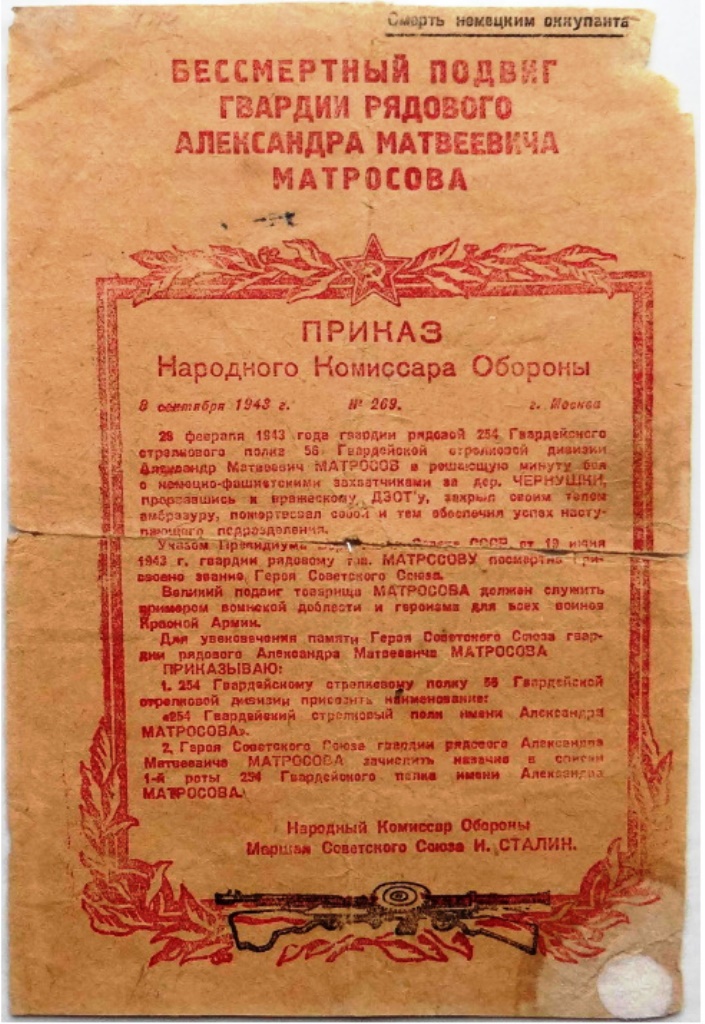 Смерть немецким оккупанта
БЕССМЕРТНЫЙ ПОДВИГ
ГВАРДИИ РЯДОВОГО
АЛЕКСАНДРА МАТВЕЕВИЧА
МАТРОСОВА
ПРИКАЗ
Народного Комиссара Обороны
8 сентября 1943 г. № 269. г. Москва
23 февраля 1943 года гвардии рядовой 254 Гвардейского
стрелкового полка 56 Гвардейской стрелковой дивизии
Александр Матвеевич МАТРОСОВ в решающую минуту боя
с немецко-фашистскими захватчиками за дер. ЧЕРНУШКИ,
прорвавшись к вражескому ДЗОТ'у, закрыл своим телом
амбразуру, пожертвовал собой и тем обеспечил успех насту-
пающего подразделения.
Указом Президиума СССР от 19 июня
1943 г. гвардии рядовому тов. МАТРОСОВУ посмертно при-
своено звание Героя Советского Союза.
Великий подвиг товарища МАТРОСОВА должен служить
примером воинской доблести и героизма для всех воинов
Красной Армии.
Для увековечения памяти Героя Советского Союза гвар-
дии рядового Александра Матвеевича МАТРОСОВА
ПРИКАЗЫВАЮ:
1. 254 Гвардейскому стрелковому полку 56 Гвардейской
стрелковой дивизии присвоить наименование:
«254 Гвардейский стрелковый полк имени Александра
МАТРОСОВА».
2. Героя Советского Союза гвардии рядового Александра
Матвеевича МАТРОСОВА зачислить навечно в списки
1-й роты 254 Гвардейского полка имени Александра
МАТРОСОВА.
Народный Комиссар Обороны
Маршал Советского Союза И. СТАЛИН.